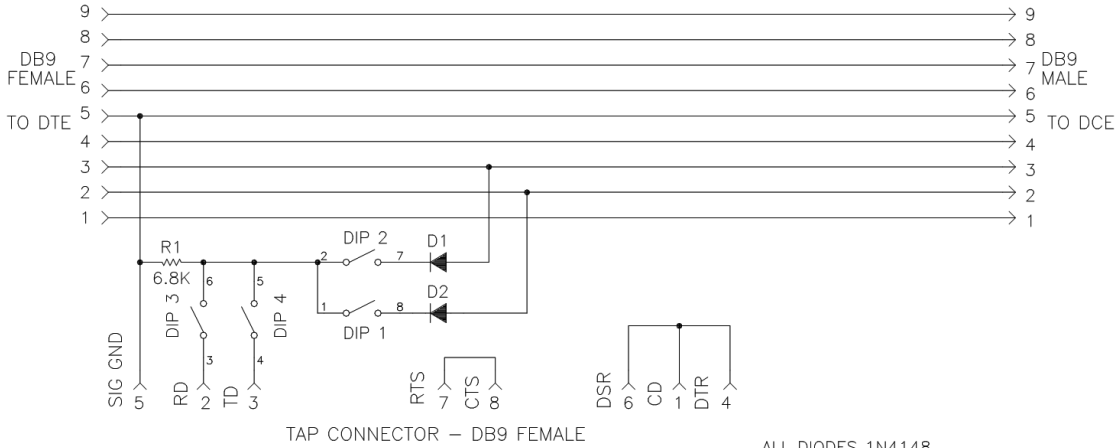 9 9
8 8
DB9 7 7 DB9
FEMALE 6 6 MALE
TO DTE 5 5 TO DCE
4 4
3 3
2 2
1 1
R1 DIP 2 D1
6.8K 2 7
6 5
DIP 3 DIP 4 1 8 D2
DIP 1
3 4
SIG GND RD TD RTS CTS DSR CD DTR
5 2 3 7 8 6 1 4
TAP CONNECTOR – DB9 FEMALE
ALL DIODES 1N4148